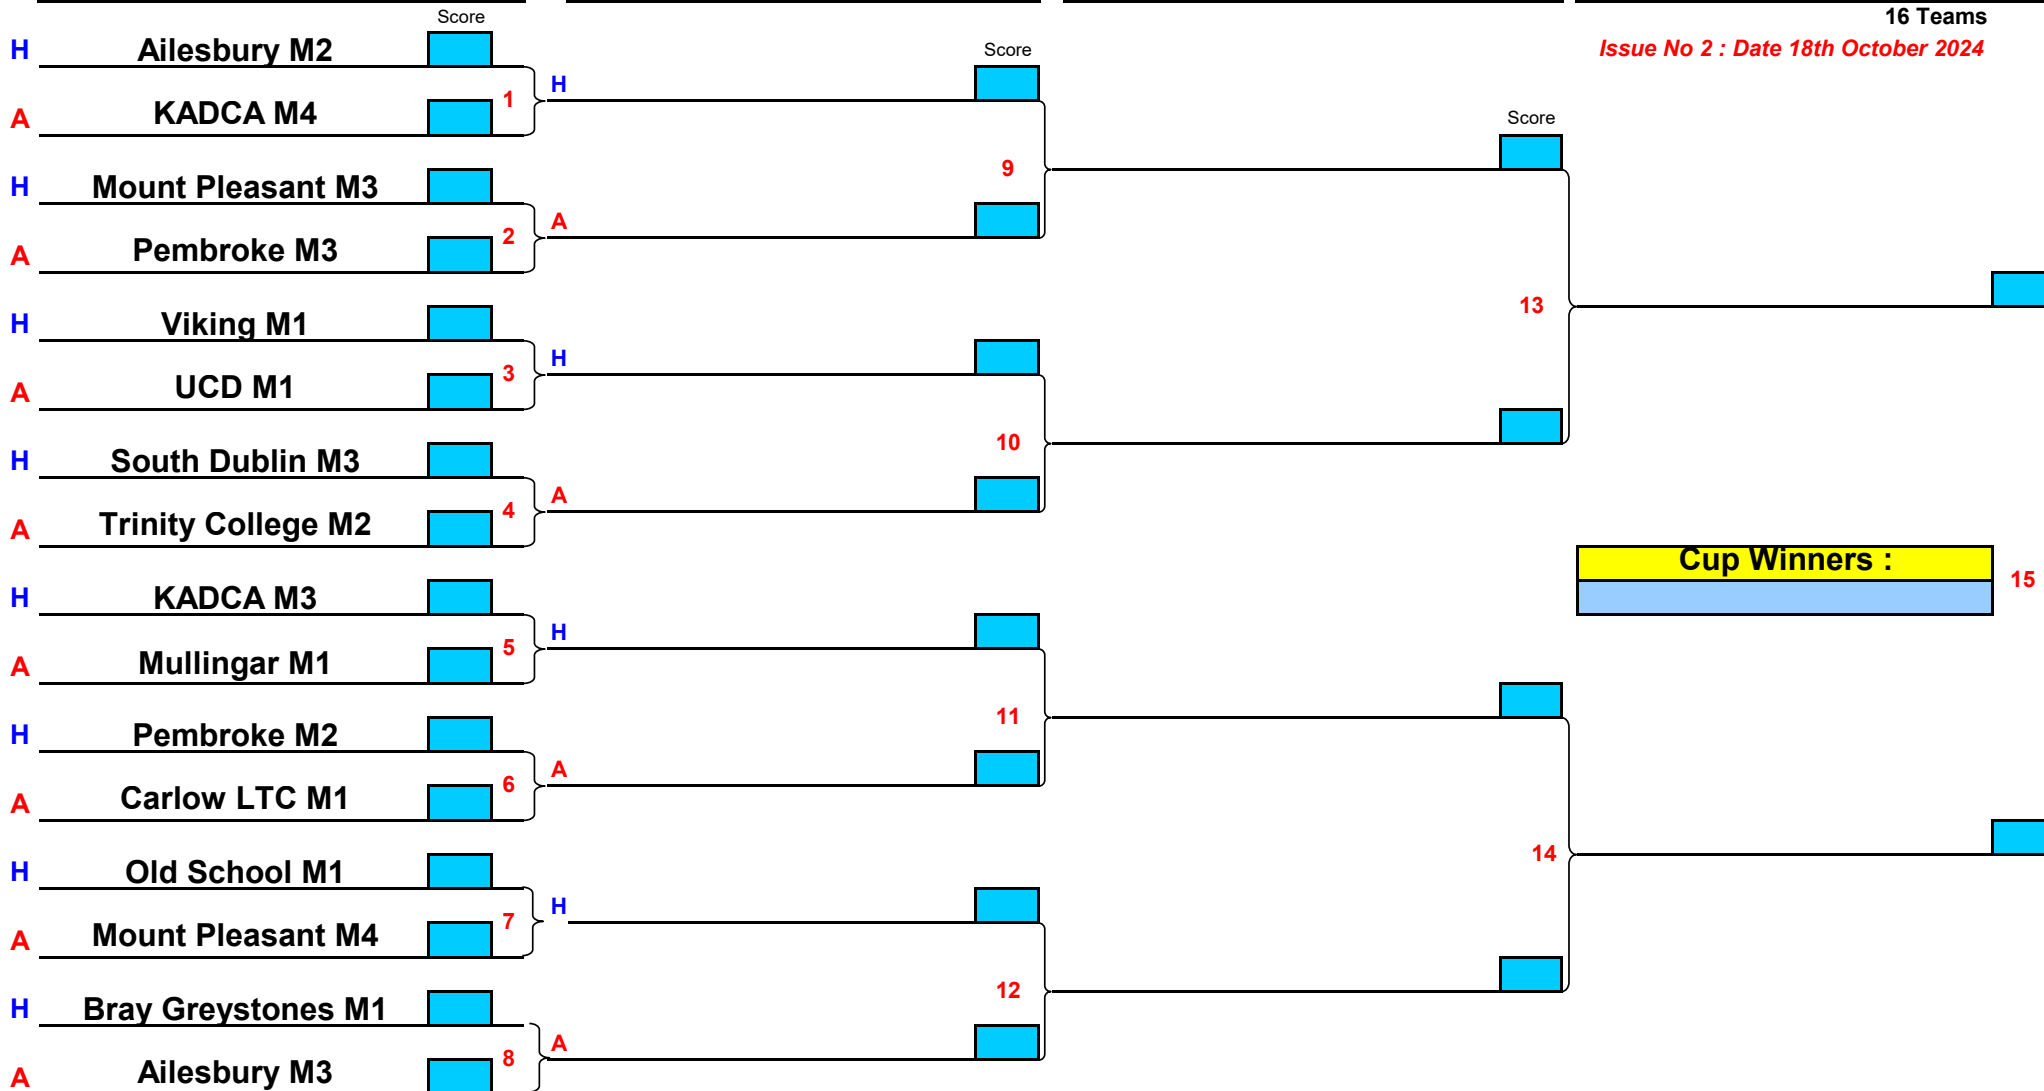 16 Teams
Issue No 2 : Date 18th October 2024
Score
H Ailesbury M2
1
A KADCA M4
H Mount Pleasant M3
2
A Pembroke M3
H Viking M1
3
A UCD M1
H South Dublin M3
4
A Trinity College M2
H KADCA M3
5
A Mullingar M1
H Pembroke M2
6
A Carlow LTC M1
H Old School M1
7
A Mount Pleasant M4
H Bray Greystones M1
8
A Ailesbury M3
Score
H
9
A
H
10
A
H
11
A
H
12
A
Score
13
14
Cup Winners :
15